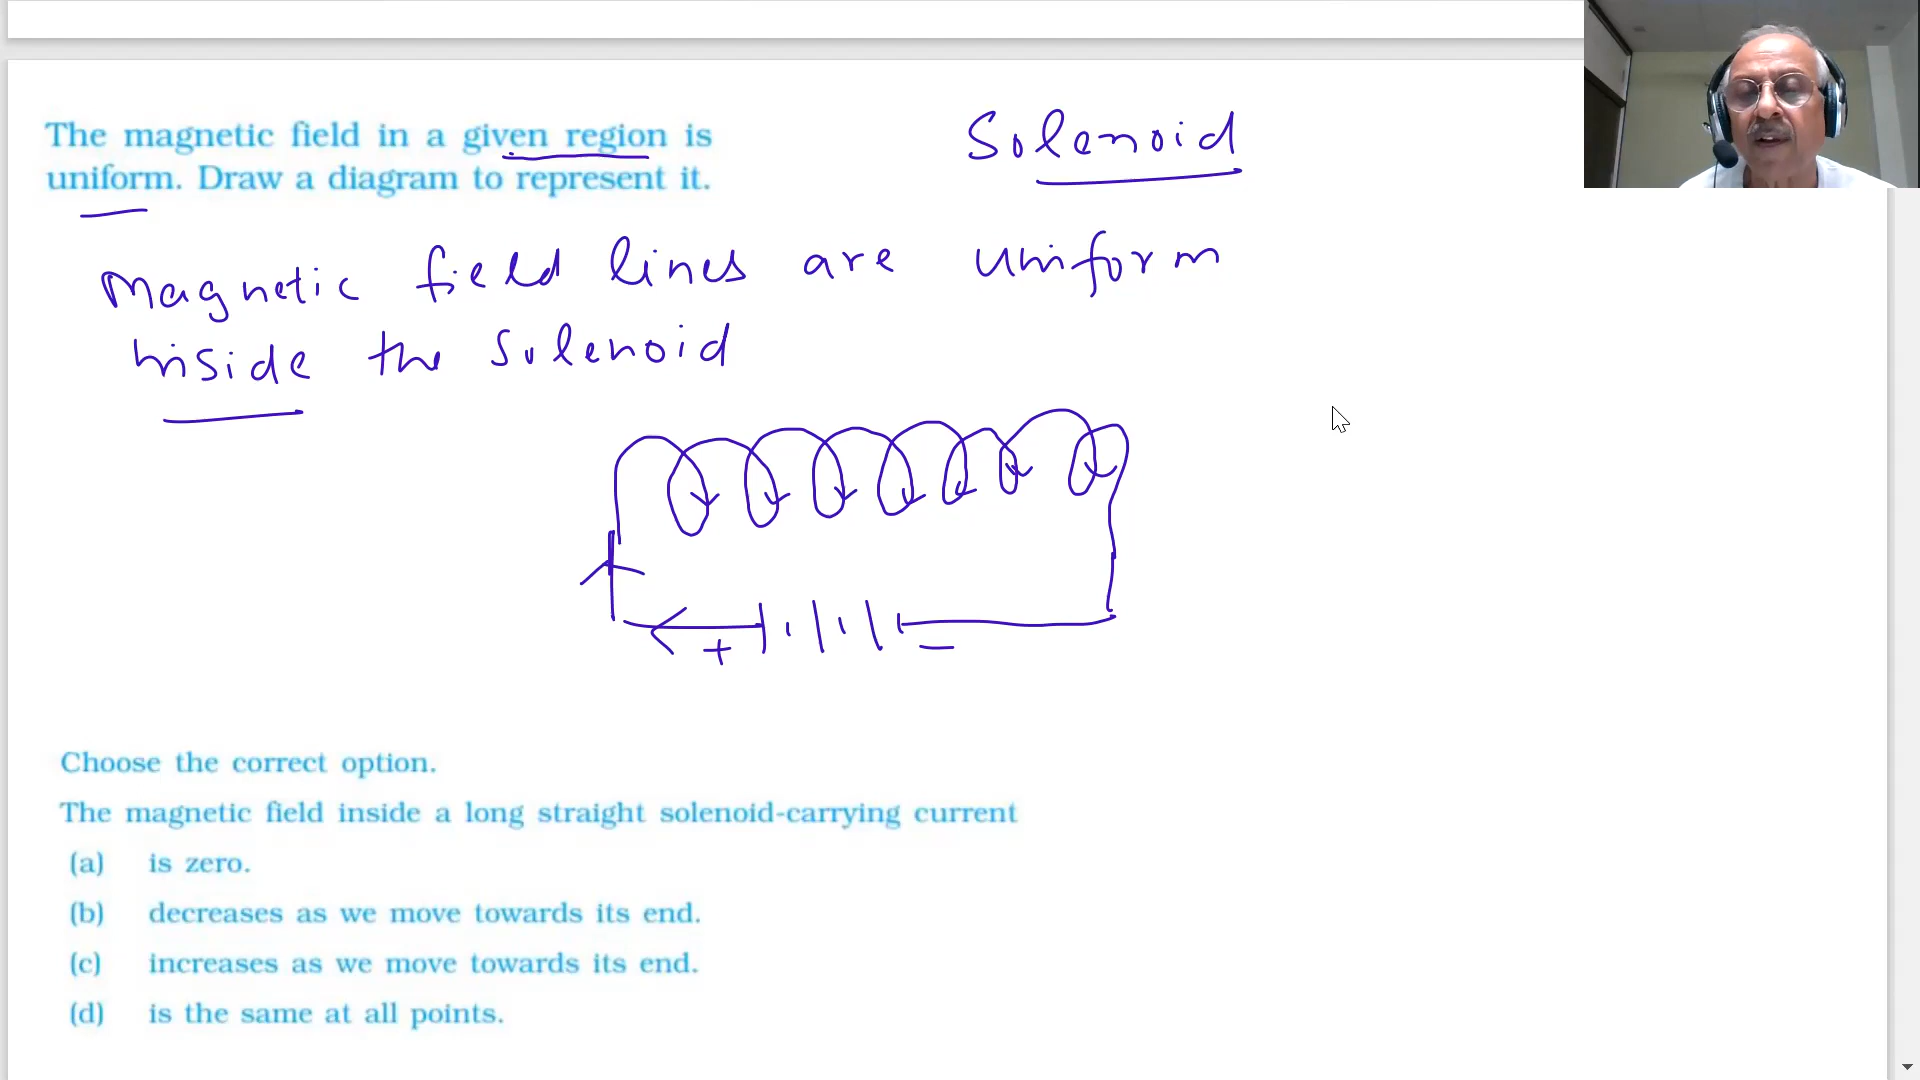 The magnetic field in a given region is
uniform. Draw a diagram to represent it.
Solenoid
Magnetic field lines are uniform
inside the solenoid
+ −
Choose the correct option.
The magnetic field inside a long straight solenoid-carrying current
(a) is zero.
(b) decreases as we move towards its end.
(c) increases as we move towards its end.
(d) is the same at all points.